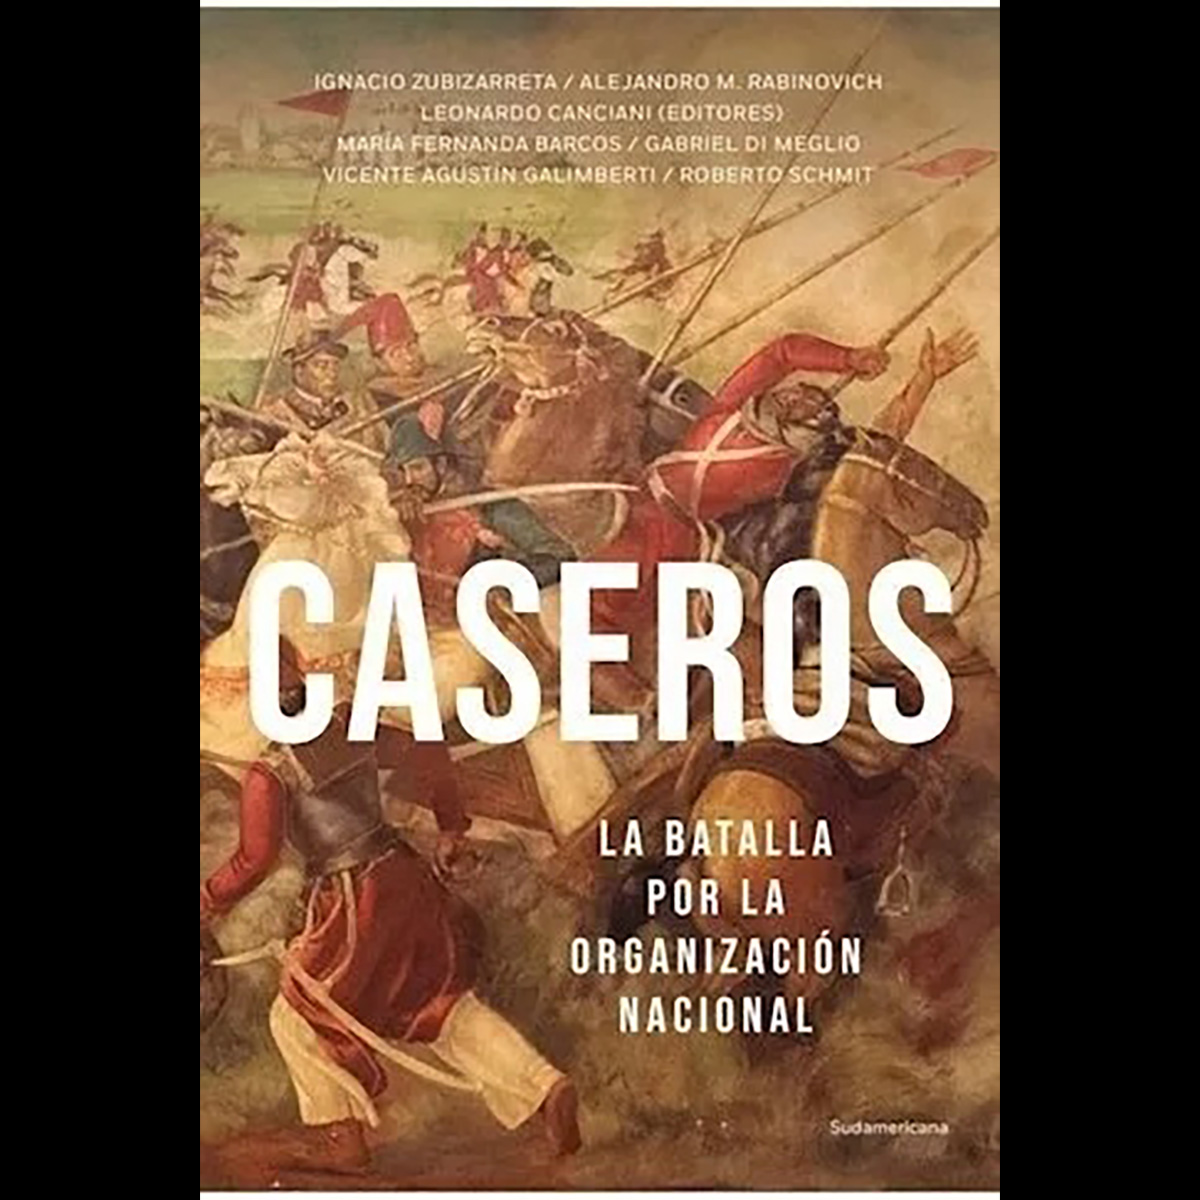 IGNACIO ZUBIZARRETA / ALEJANDRO M. RABINOVICH
LEONARDO CANCIANI (EDITORES)
MARÍA FERNANDA BARCOS / GABRIEL DI MEGLIO
VICENTE AGUSTÍN GALIMBERTI / ROBERTO SCHMIT
CASEROS
LA BATALLA
POR LA
ORGANIZACIÓN
NACIONAL
Sudamericana